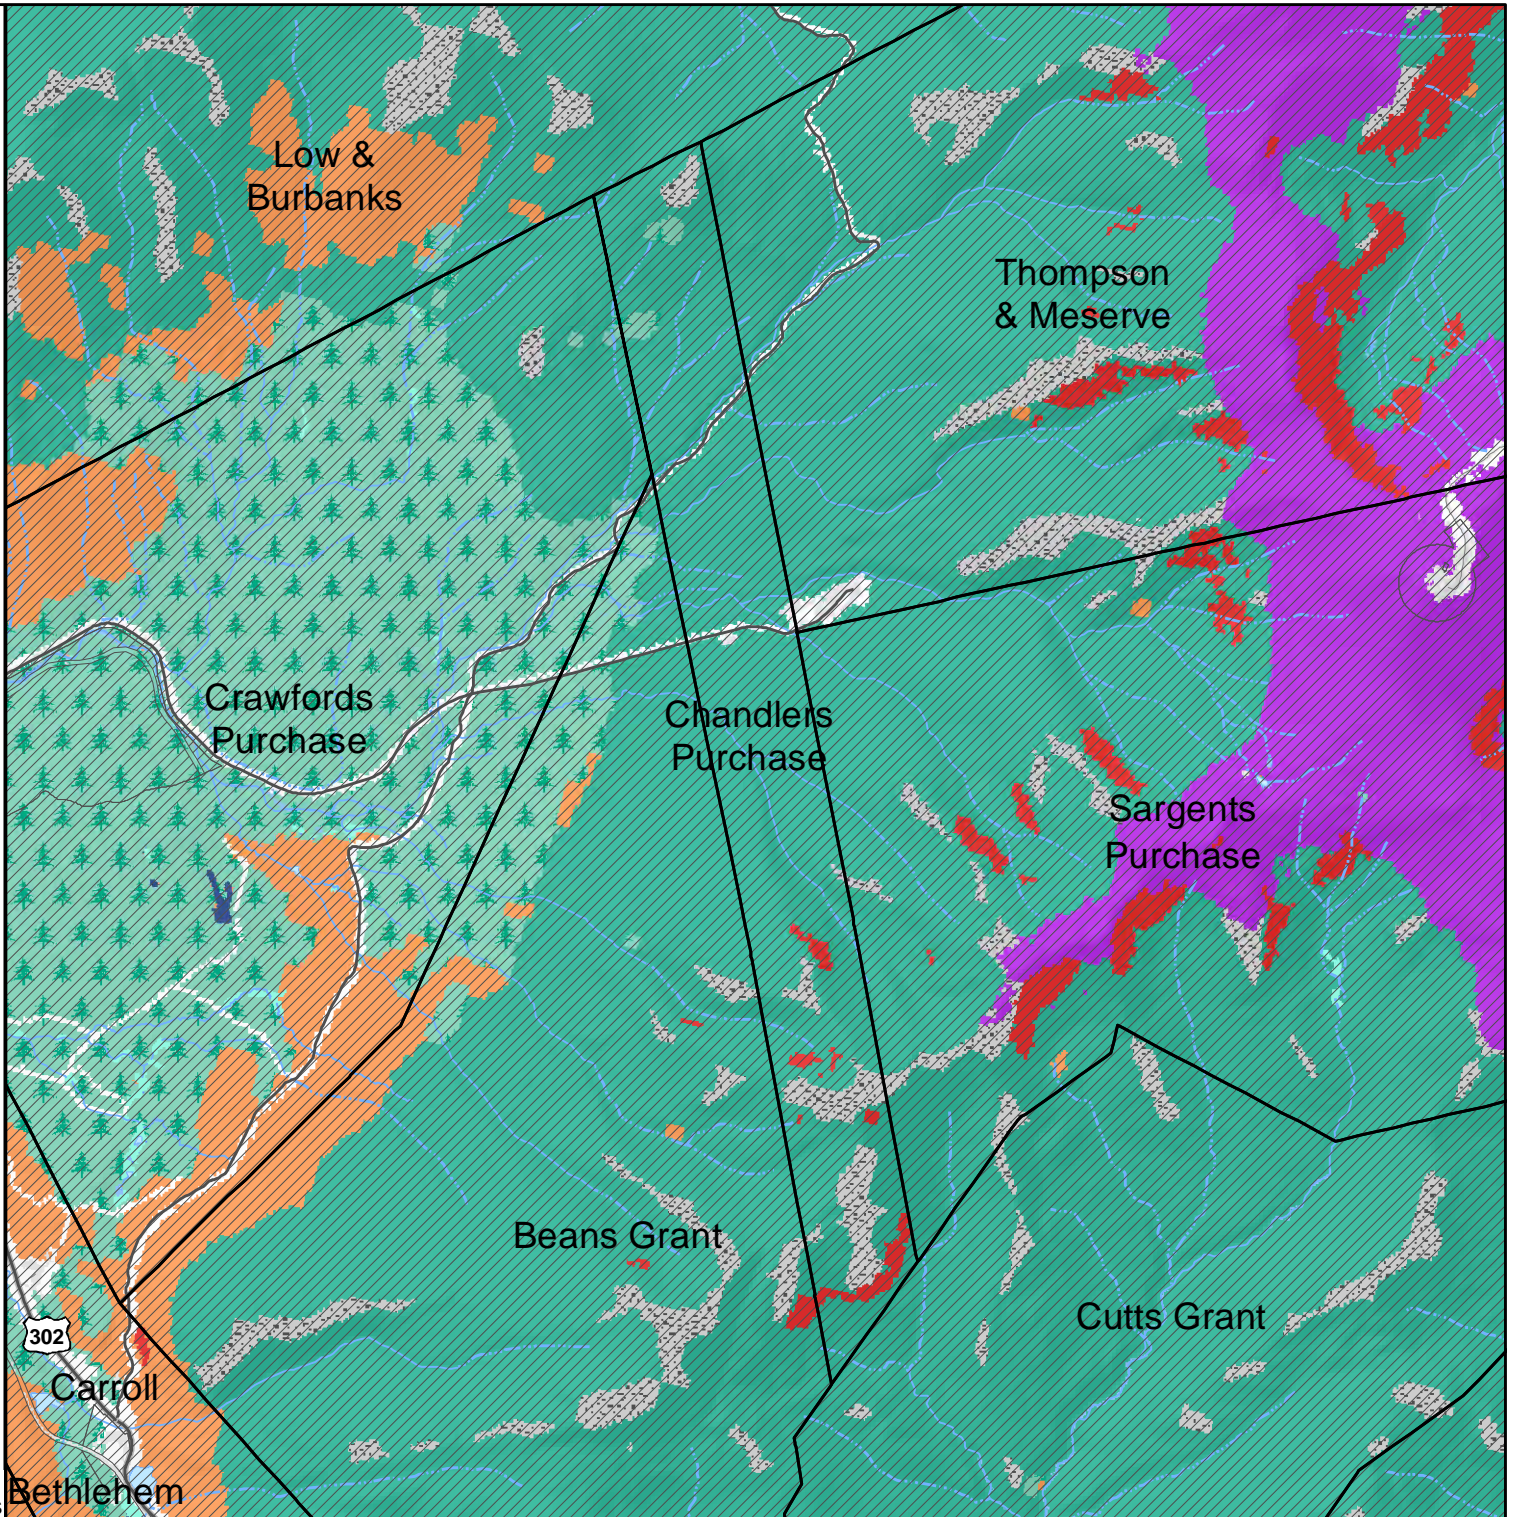 Low &
Burbanks
Thompson
& Meserve
Crawfords
Purchase
Chandlers
Purchase
Sargents
Purchase
Beans Grant
Cutts Grant
302
Carroll
Bethlehem